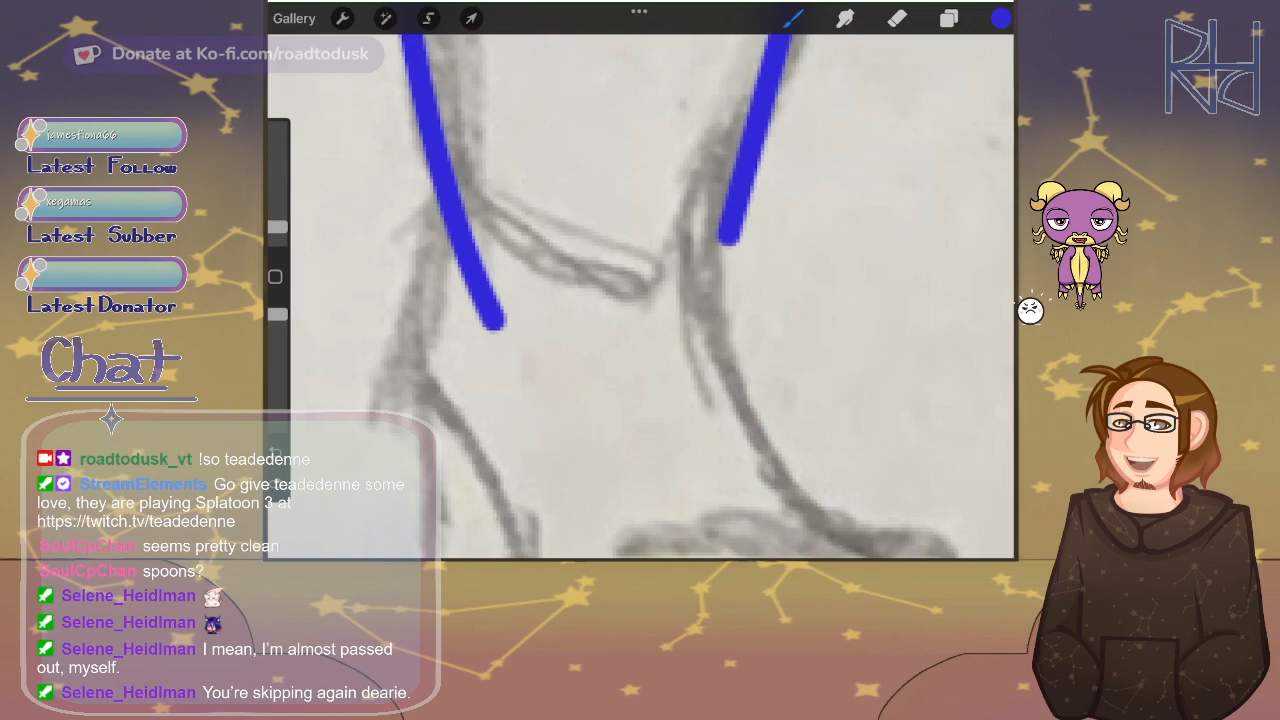 Gallery
Donate at Ko-fi.com/roadtodusk
jamesfiona66
Latest Follow
xegamas
Latest Subber
Latest Donator
Chat
roadtodusk_vt !so teadedenne
StreamElements Go give teadedenne some
love, they are playing Splatoon 3 at
https://twitch.tv/teadedenne
SoulCpChan seems pretty clean
SoulCpChan spoons?
Selene_Heidlman
Selene_Heidlman
Selene_Heidlman I mean, I'm almost passed
out, myself.
Selene_Heidlman You're skipping again dearie.